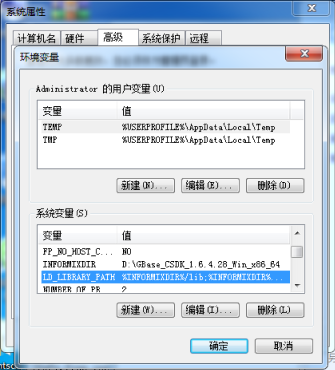 系统属性
计算机名 硬件 高级 系统保护 远程
环境变量
Administrator 的用户变量(U)
变量 值
TEMP %USERPROFILE%\AppData\Local\Temp
TMP %USERPROFILE%\AppData\Local\Temp
新建(N)... 编辑(E)... 删除(D)
系统变量(S)
变量 值
FP_NO_HOST_C... NO
INFORMIXDIR D:\GBase_CSDK_1.6.4.28_Win_x86_64
LD_LIBRARY_PATH %INFORMIXDIR%/lib;%INFORMIXDIR%...
NUMBER_OF_PR 2
新建(W)... 编辑(I)... 删除(L)
确定 取消